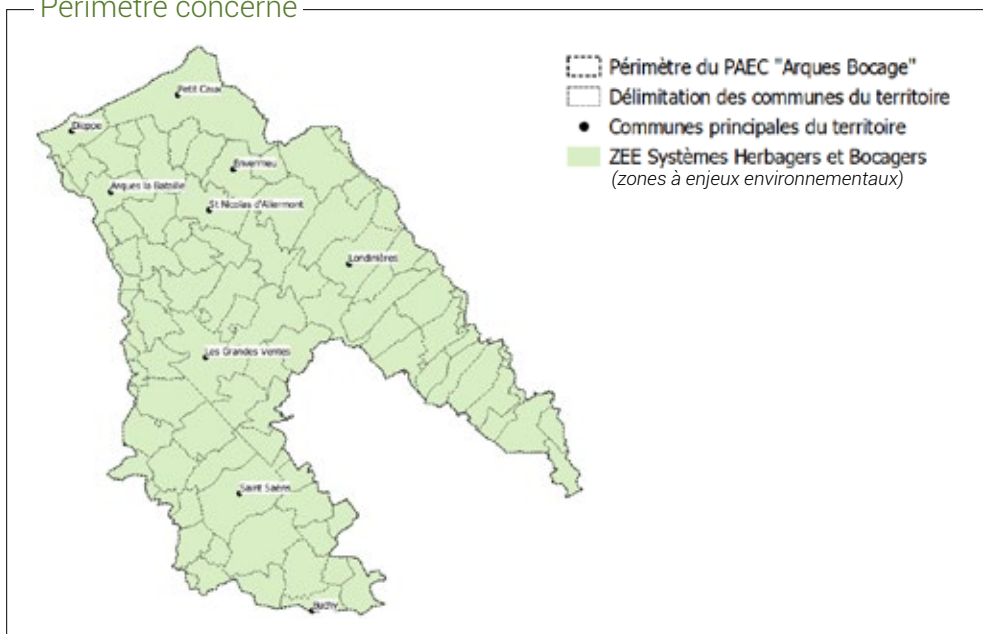 Périmètre concerné
Périmètre du PAEC "Arques Bocage"
Délimitation des communes du territoire
Communes principales du territoire
ZEE Systèmes Herbagers et Bocagers
(zones à enjeux environnementaux)
Petit Caux
Dieppe
Envermeu
Arques la Bataille
St Nicolas d'Aliermont
Londinières
Les Grandes Ventes
Saint Saëns
Buchy